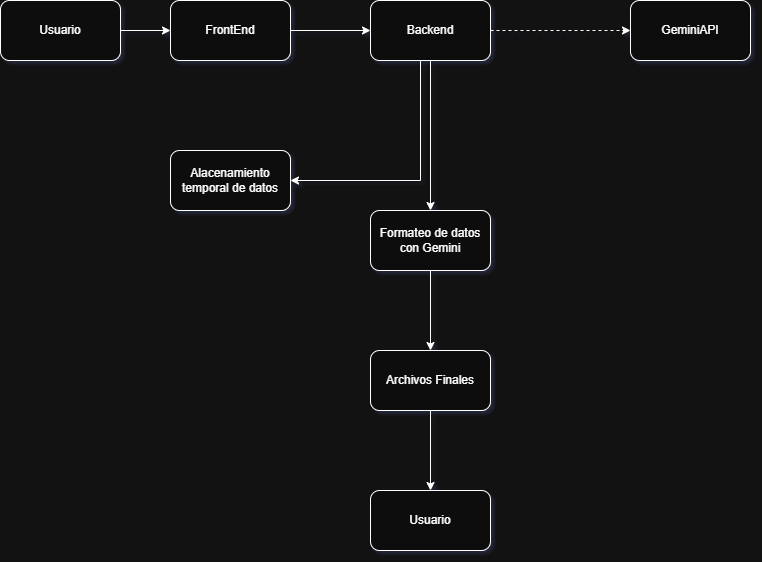 Usuario
FrontEnd
Backend
GeminiAPI
Alacenamiento
temporal de datos
Formateo de datos
con Gemini
Archivos Finales
Usuario